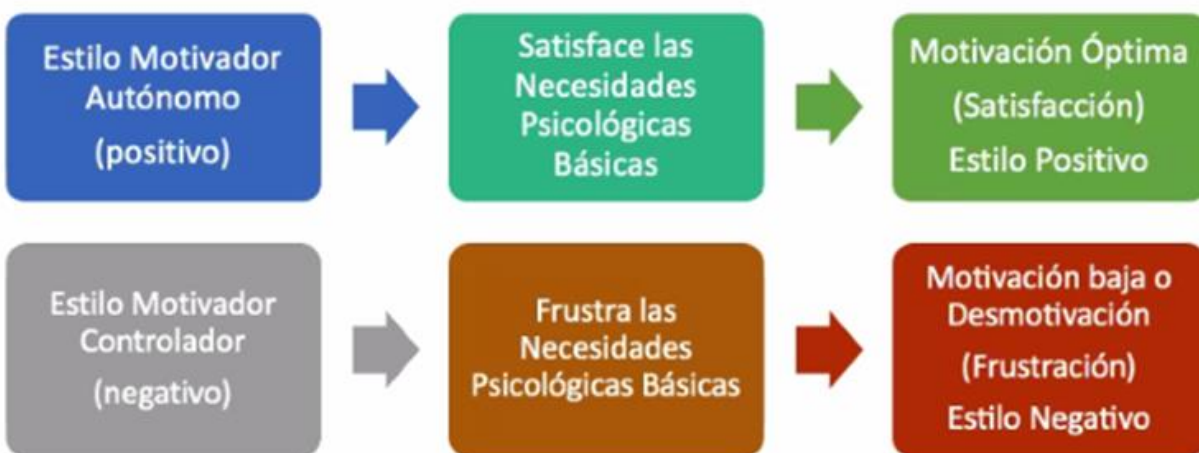 Estilo Motivador
Autónomo
(positivo)
Satisface las
Necesidades
Psicológicas
Básicas
Motivación Óptima
(Satisfacción)
Estilo Positivo
Estilo Motivador
Controlador
(negativo)
Frustra las
Necesidades
Psicológicas Básicas
Motivación baja o
Desmotivación
(Frustración)
Estilo Negativo